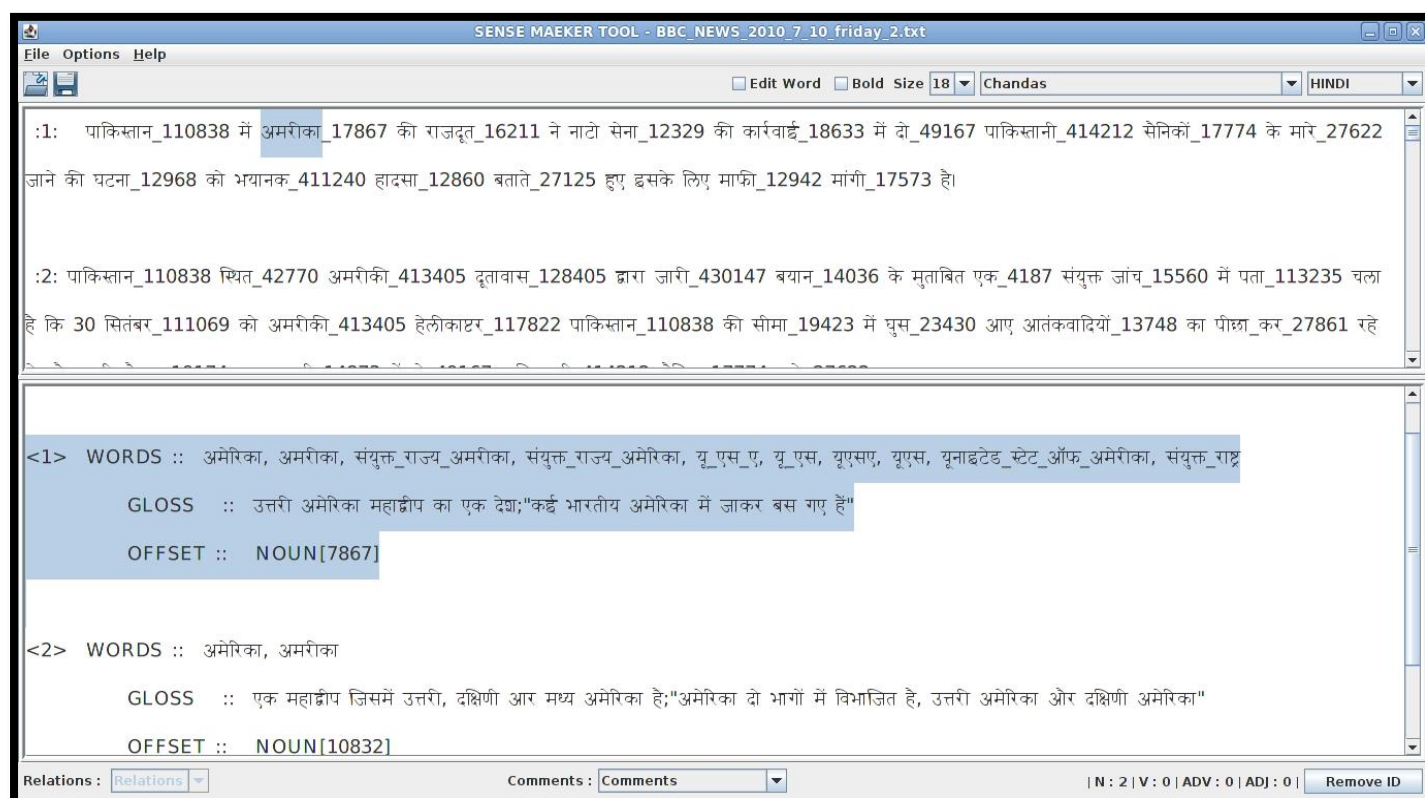 SENSE MAEKER TOOL - BBC_NEWS_2010_7_10_friday_2.txt
File Options Help
Edit Word Bold Size 18 Chandas HINDI
:1: पाकिस्तान_110838 में अमरीका_17867 की राजदूत_16211 ने नाटो सेना_12329 की कार्रवाई_18633 में दो_49167 पाकिस्तानी_414212 सैनिकों_17774 के मारे_27622
जाने की घटना_12968 को भयानक_411240 हादसा_12860 बताते_27125 हुए इसके लिए माफी_12942 मांगी_17573 है।
:2: पाकिस्तान_110838 स्थित_42770 अमरीकी_413405 दूतावास_128405 द्वारा जारी_430147 बयान_14036 के मुताबित एक_4187 संयुक्त जांच_15560 में पता_113235 चला
है कि 30 सितंबर_111069 को अमरीकी_413405 हेलीकाप्टर_117822 पाकिस्तान_110838 की सीमा_19423 में घुस_23430 आए आतंकवादियों_13748 का पीछा_कर_27861 रहे
<1> WORDS :: अमेरिका, अमरीका, संयुक्त_राज्य_अमरीका, संयुक्त_राज्य_अमेरिका, यू_एस_ए, यू_एस, यूएसए, यूएस, यूनाइटेड_स्टेट_ऑफ_अमेरीका, संयुक्त_राष्ट्र
GLOSS :: उत्तरी अमेरिका महाद्वीप का एक देश;"कई भारतीय अमेरिका में जाकर बस गए हैं"
OFFSET :: NOUN[7867]
<2> WORDS :: अमेरिका, अमरीका
GLOSS :: एक महाद्वीप जिसमें उत्तरी, दक्षिणी आर मध्य अमेरिका है;"अमेरिका दो भागों में विभाजित है, उत्तरी अमेरिका और दक्षिणी अमेरिका"
OFFSET :: NOUN[10832]
Relations : Relations Comments : Comments | N : 2 | V : 0 | ADV : 0 | ADJ : 0 | Remove ID